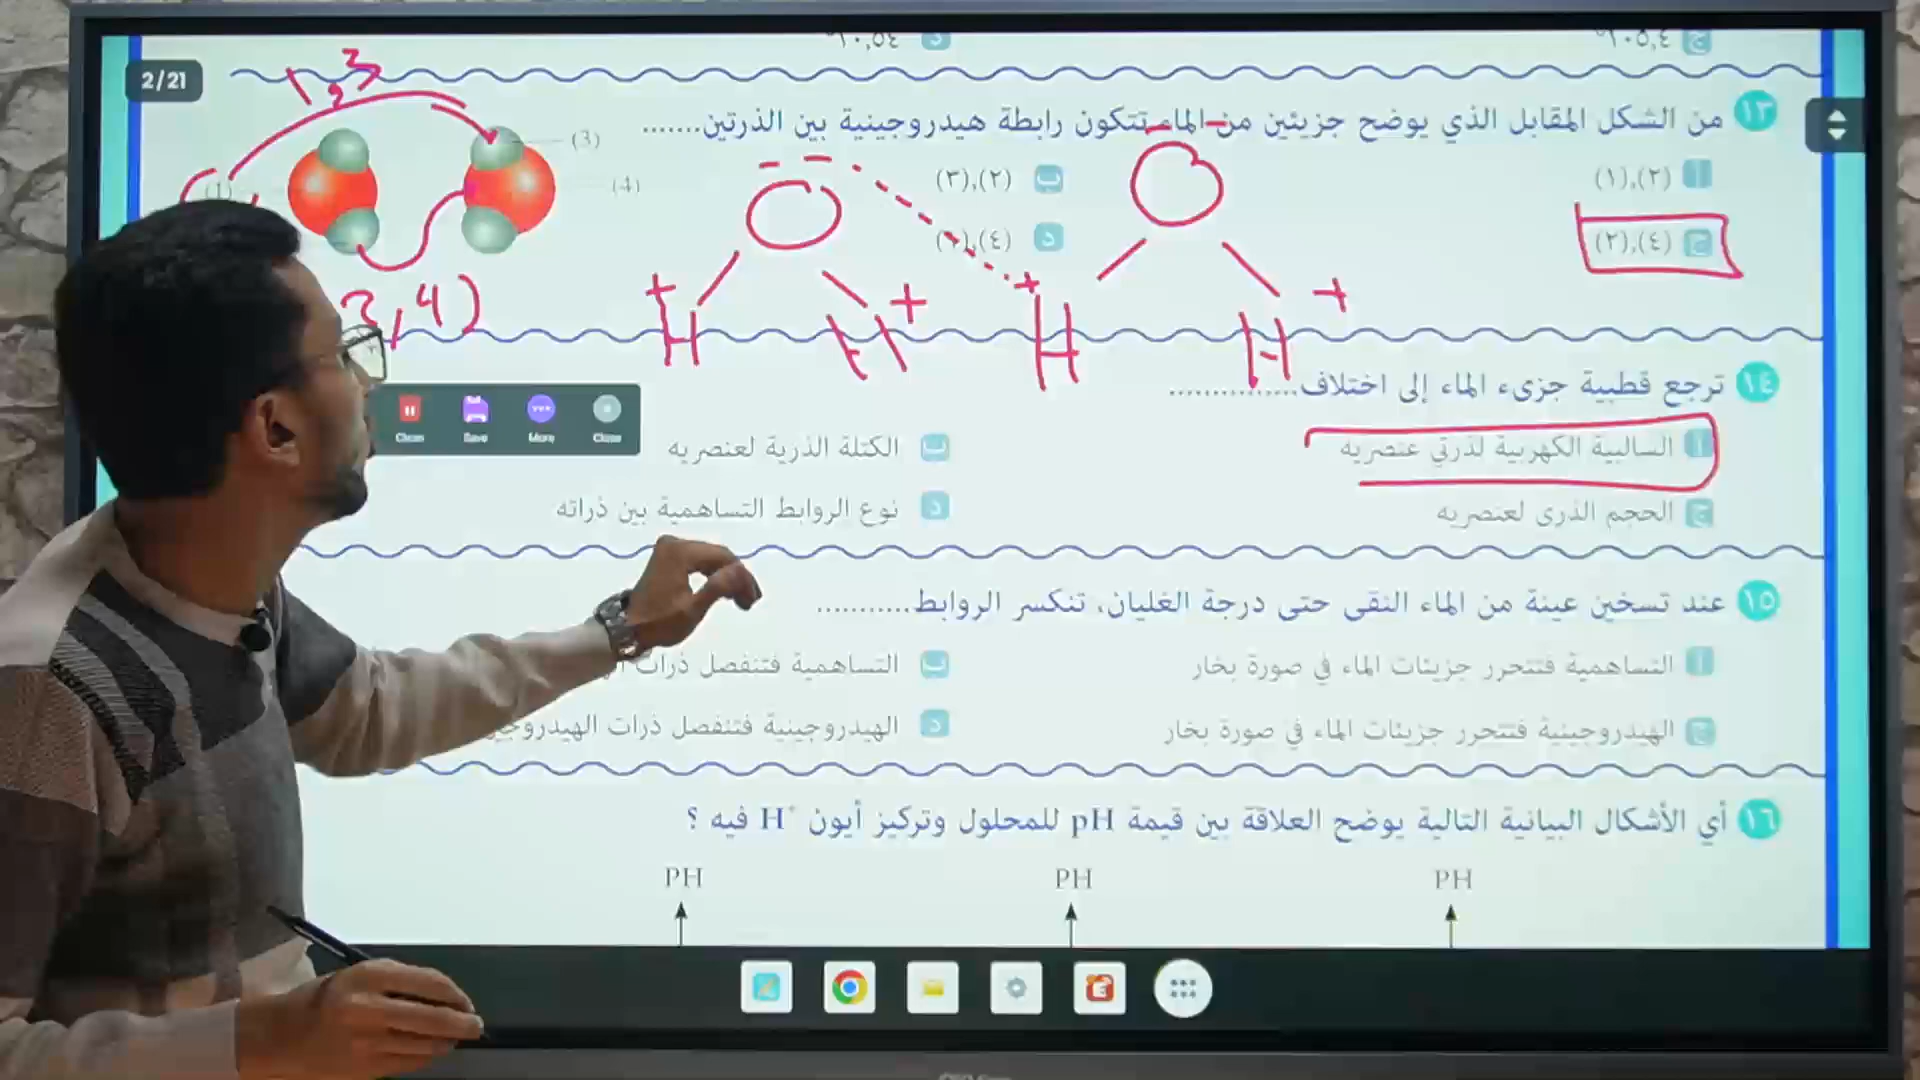 2/21
١٣ من الشكل المقابل الذي يوضح جزيئين من الماء تتكون رابطة هيدروجينية بين الذرتين.......
أ (١)،(٢)
ب (٢)،(٣)
ج (٤)،(٢)
(3)
(4)
(1)
3
2
, 4)
O
O
H
H
H
H
+
+
+
+
١٤ ترجع قطبية جزيء الماء إلى اختلاف...............
أ السالبية الكهربية لذرتي عنصريه
ب الكتلة الذرية لعنصريه
ج الحجم الذرى لعنصريه
د نوع الروابط التساهمية بين ذراته
Clean Save More Close
١٥ عند تسخين عينة من الماء النقى حتى درجة الغليان، تنكسر الروابط...........
أ التساهمية فتتحرر جزيئات الماء في صورة بخار
ب التساهمية فتنفصل ذرات
ج الهيدروجينية فتتحرر جزيئات الماء في صورة بخار
د الهيدروجينية فتنفصل ذرات
١٦ أي الأشكال البيانية التالية يوضح العلاقة بين قيمة pH للمحلول وتركيز أيون H⁺ فيه ؟
PH PH PH